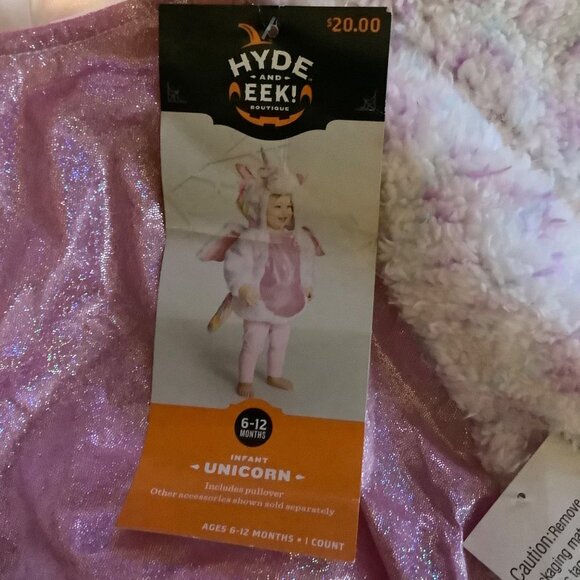 $20.00
HYDE
AND
EEK!
BOUTIQUE
6-12
MONTHS
INFANT
UNICORN
Includes pullover
Other accessories shown sold separately
AGES 6-12 MONTHS • 1 COUNT
Caution:Remove